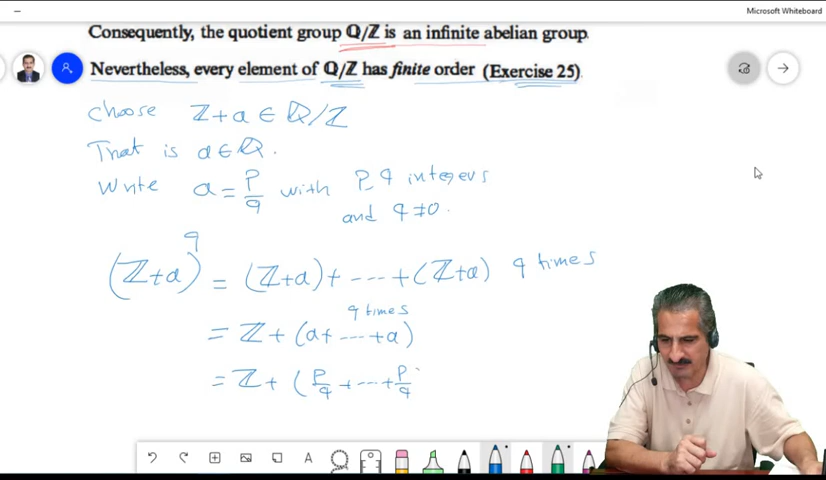 Microsoft Whiteboard
Consequently, the quotient group Q/Z is an infinite abelian group.
Nevertheless, every element of Q/Z has finite order (Exercise 25).
choose ℤ+a ∈ ℚ/ℤ
That is a ∈ ℚ.
Write a = p/q with p, q integers
and q ≠ 0.
(ℤ+a)^q = (ℤ+a)+ ---- +(ℤ+a) q times
q times
= ℤ + (a+ ---- +a)
= ℤ + (p/q + --- + p/q